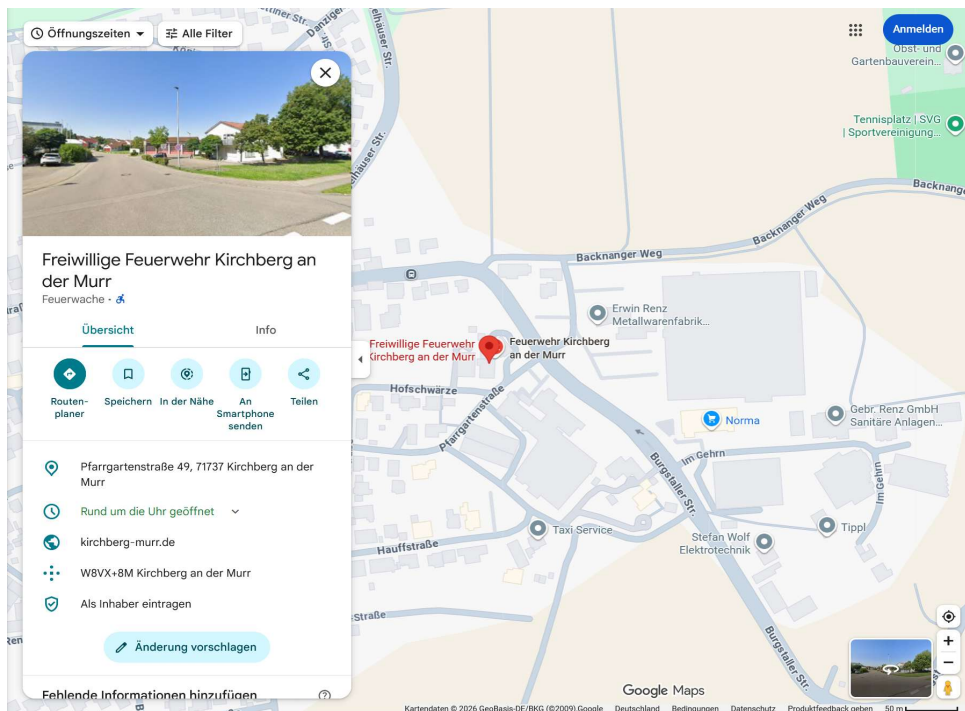 Öffnungszeiten
Alle Filter
Anmelden
Freiwillige Feuerwehr Kirchberg an
der Murr
Feuerwache ·
Übersicht
Info
Routen-
planer
Speichern
In der Nähe
An
Smartphone
senden
Teilen
Pfarrgartenstraße 49, 71737 Kirchberg an der
Murr
Rund um die Uhr geöffnet
kirchberg-murr.de
W8VX+8M Kirchberg an der Murr
Als Inhaber eintragen
Änderung vorschlagen
Fehlende Informationen hinzufügen
Danziger
Obst- und
Gartenbauverein...
Tennisplatz | SVG
| Sportvereinigung...
Backnanger Weg
Backnanger Weg
Erwin Renz
Metallwarenfabrik...
Freiwillige Feuerwehr
Kirchberg an der Murr
Feuerwehr Kirchberg
an der Murr
Hofschwärze
Pfarrgartenstraße
Norma
Gebr. Renz GmbH
Sanitäre Anlagen...
Im Gehrn
Im Gehrn
Burgstaller Str.
Taxi Service
Stefan Wolf
Elektrotechnik
Tippl
Hauffstraße
Straße
Burgstaller Str.
Google Maps
Kartendaten © 2026 GeoBasis-DE/BKG (©2009),Google
Deutschland
Bedingungen
Datenschutz
Produktfeedback geben
50 m